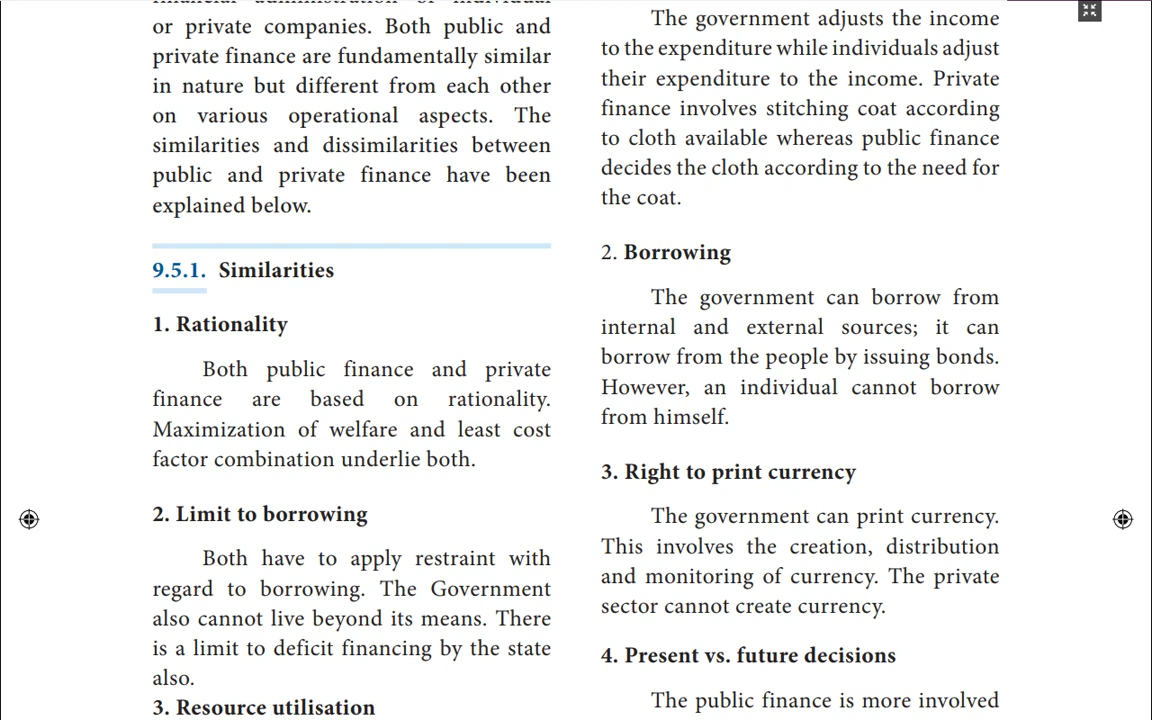 or private companies. Both public and
private finance are fundamentally similar
in nature but different from each other
on various operational aspects. The
similarities and dissimilarities between
public and private finance have been
explained below.
9.5.1. Similarities
1. Rationality
Both public finance and private
finance are based on rationality.
Maximization of welfare and least cost
factor combination underlie both.
2. Limit to borrowing
Both have to apply restraint with
regard to borrowing. The Government
also cannot live beyond its means. There
is a limit to deficit financing by the state
also.
3. Resource utilisation
The government adjusts the income
to the expenditure while individuals adjust
their expenditure to the income. Private
finance involves stitching coat according
to cloth available whereas public finance
decides the cloth according to the need for
the coat.
2. Borrowing
The government can borrow from
internal and external sources; it can
borrow from the people by issuing bonds.
However, an individual cannot borrow
from himself.
3. Right to print currency
The government can print currency.
This involves the creation, distribution
and monitoring of currency. The private
sector cannot create currency.
4. Present vs. future decisions
The public finance is more involved